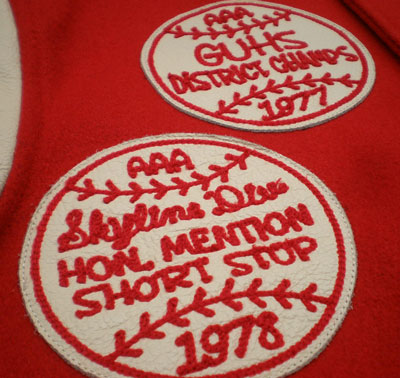 AAA
GUHS
DISTRICT CHAMPS
1977
AAA
Skyline Div.
HON. MENTION
SHORT STOP
1978